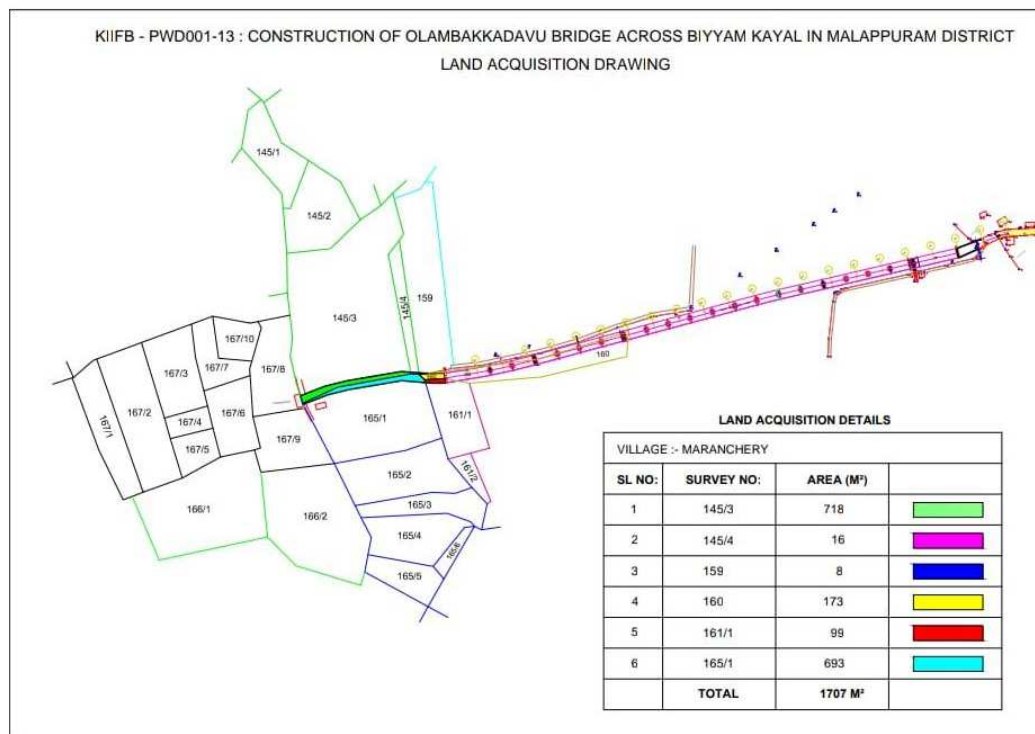 KIIFB - PWD001-13 : CONSTRUCTION OF OLAMBAKKADAVU BRIDGE ACROSS BIYYAM KAYAL IN MALAPPURAM DISTRICT
LAND ACQUISITION DRAWING
145/1
145/2
159
145/4
145/3
167/10
167/3
167/7
167/8
160
167/2
167/6
167/4
165/1
161/1
167/1
167/5
167/9
165/2
161/2
166/1
166/2
165/3
165/4
165/6
165/5
LAND ACQUISITION DETAILS
VILLAGE :- MARANCHERY
SL NO: SURVEY NO: AREA (M²)
1 145/3 718
2 145/4 16
3 159 8
4 160 173
5 161/1 99
6 165/1 693
TOTAL 1707 M²